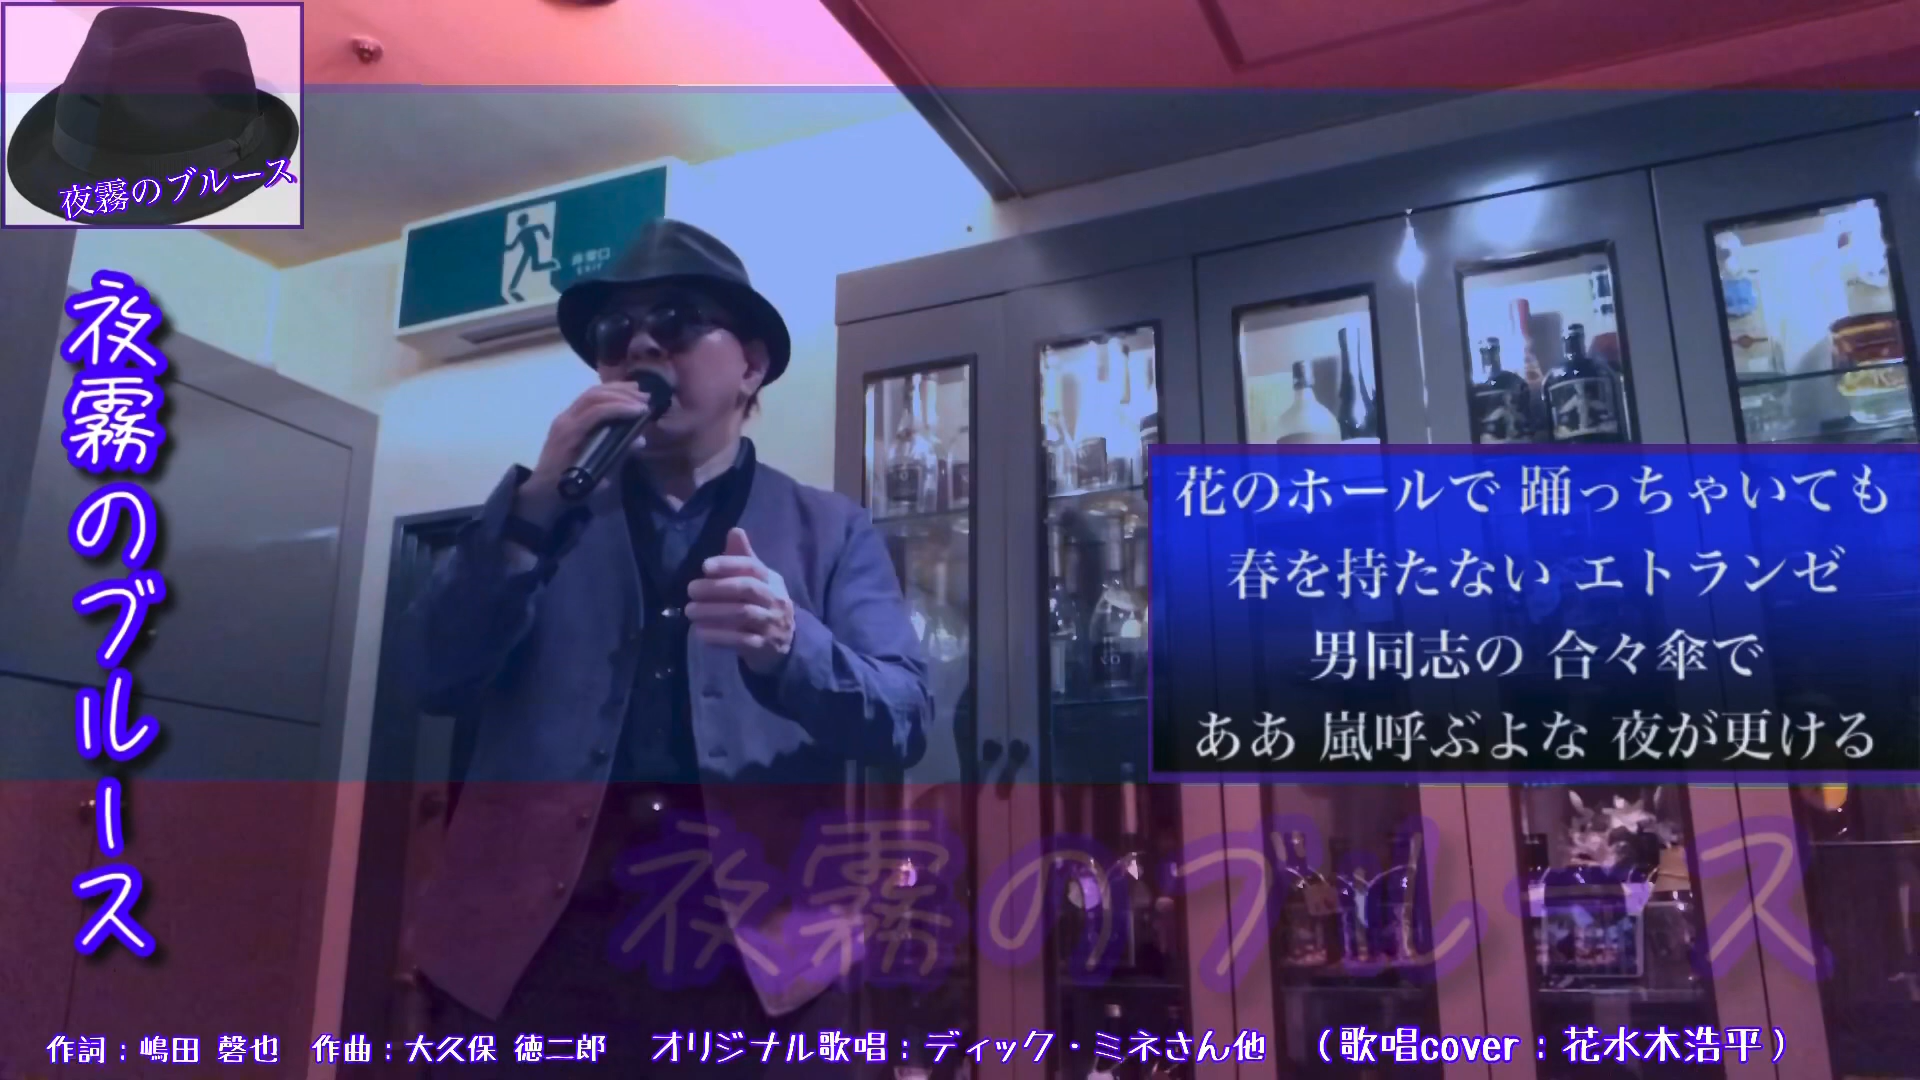 夜霧のブルース
夜霧のブルース
非常口
EXIT
花のホールで 踊っちゃいても
春を持たない エトランゼ
男同志の 合々傘で
ああ 嵐呼ぶよな 夜が更ける
XO
夜霧のブルース
作詞：嶋田 磬也　作曲：大久保 徳二郎　オリジナル歌唱：ディック・ミネさん他　（歌唱cover：花水木浩平）